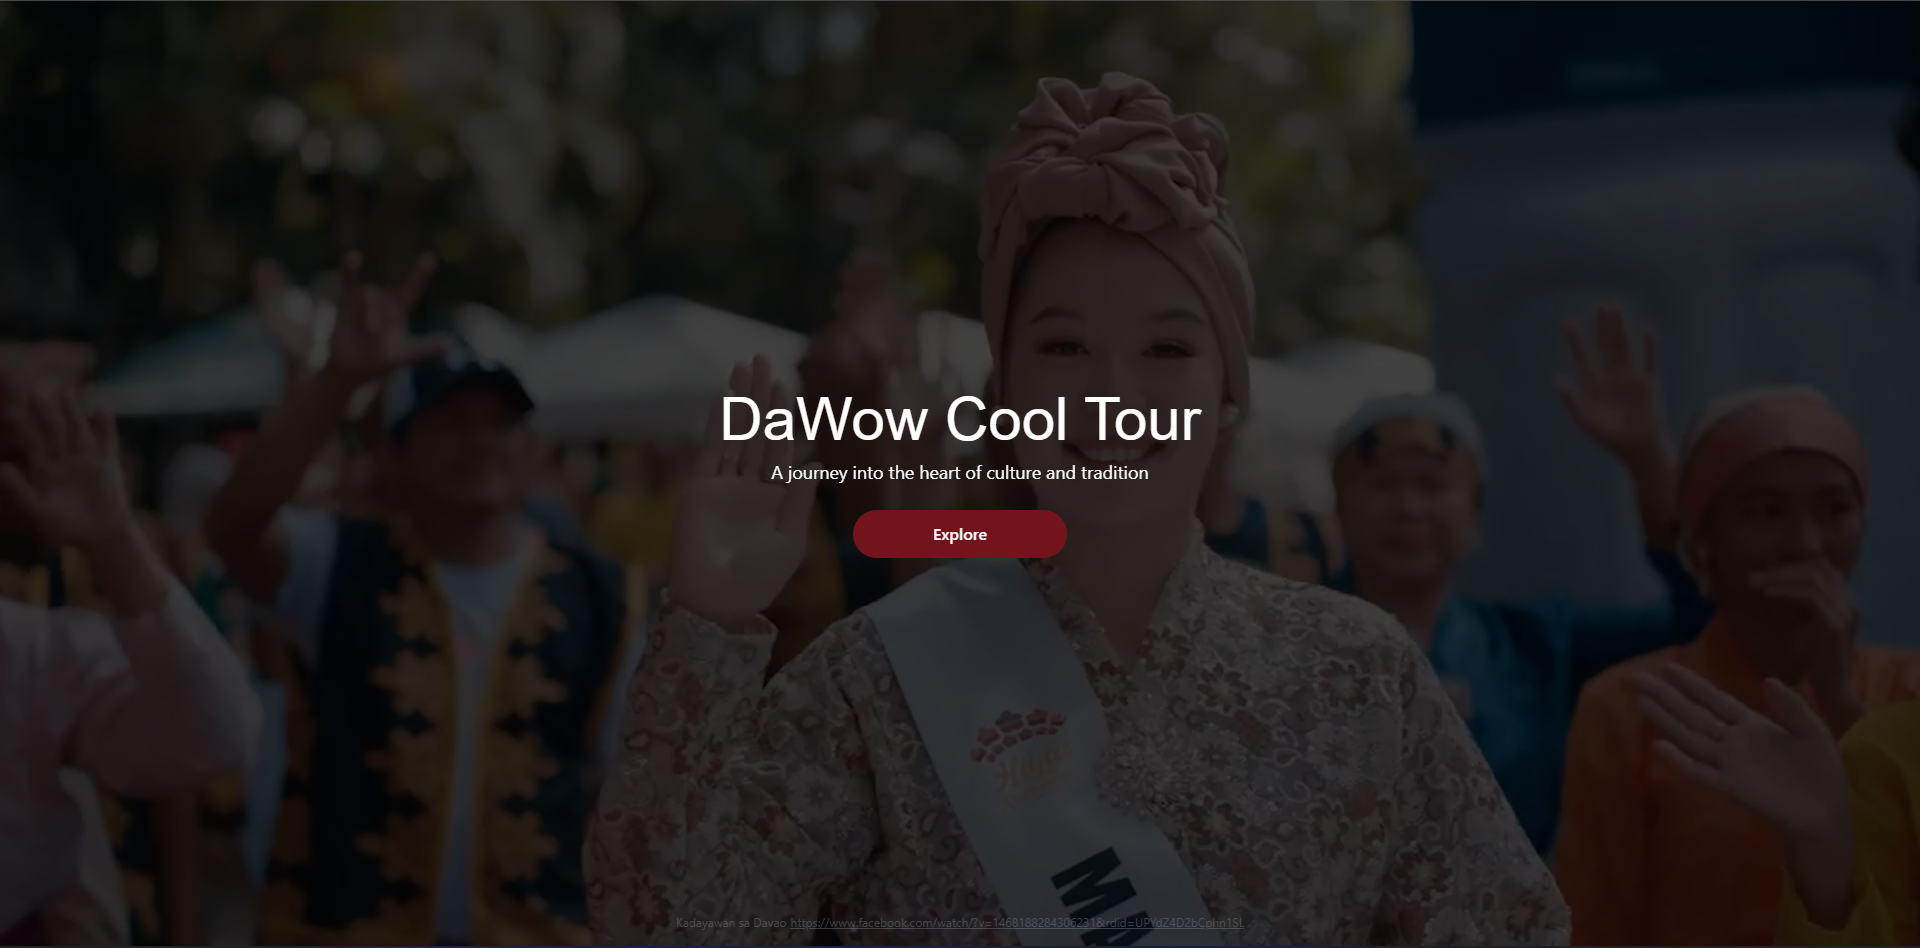 DaWow Cool Tour
A journey into the heart of culture and tradition
Explore
MA
Kadayawan sa Davao https://www.facebook.com/watch/?v=1468188284306231&rdid=UPYdZ4D2bCphn1SL